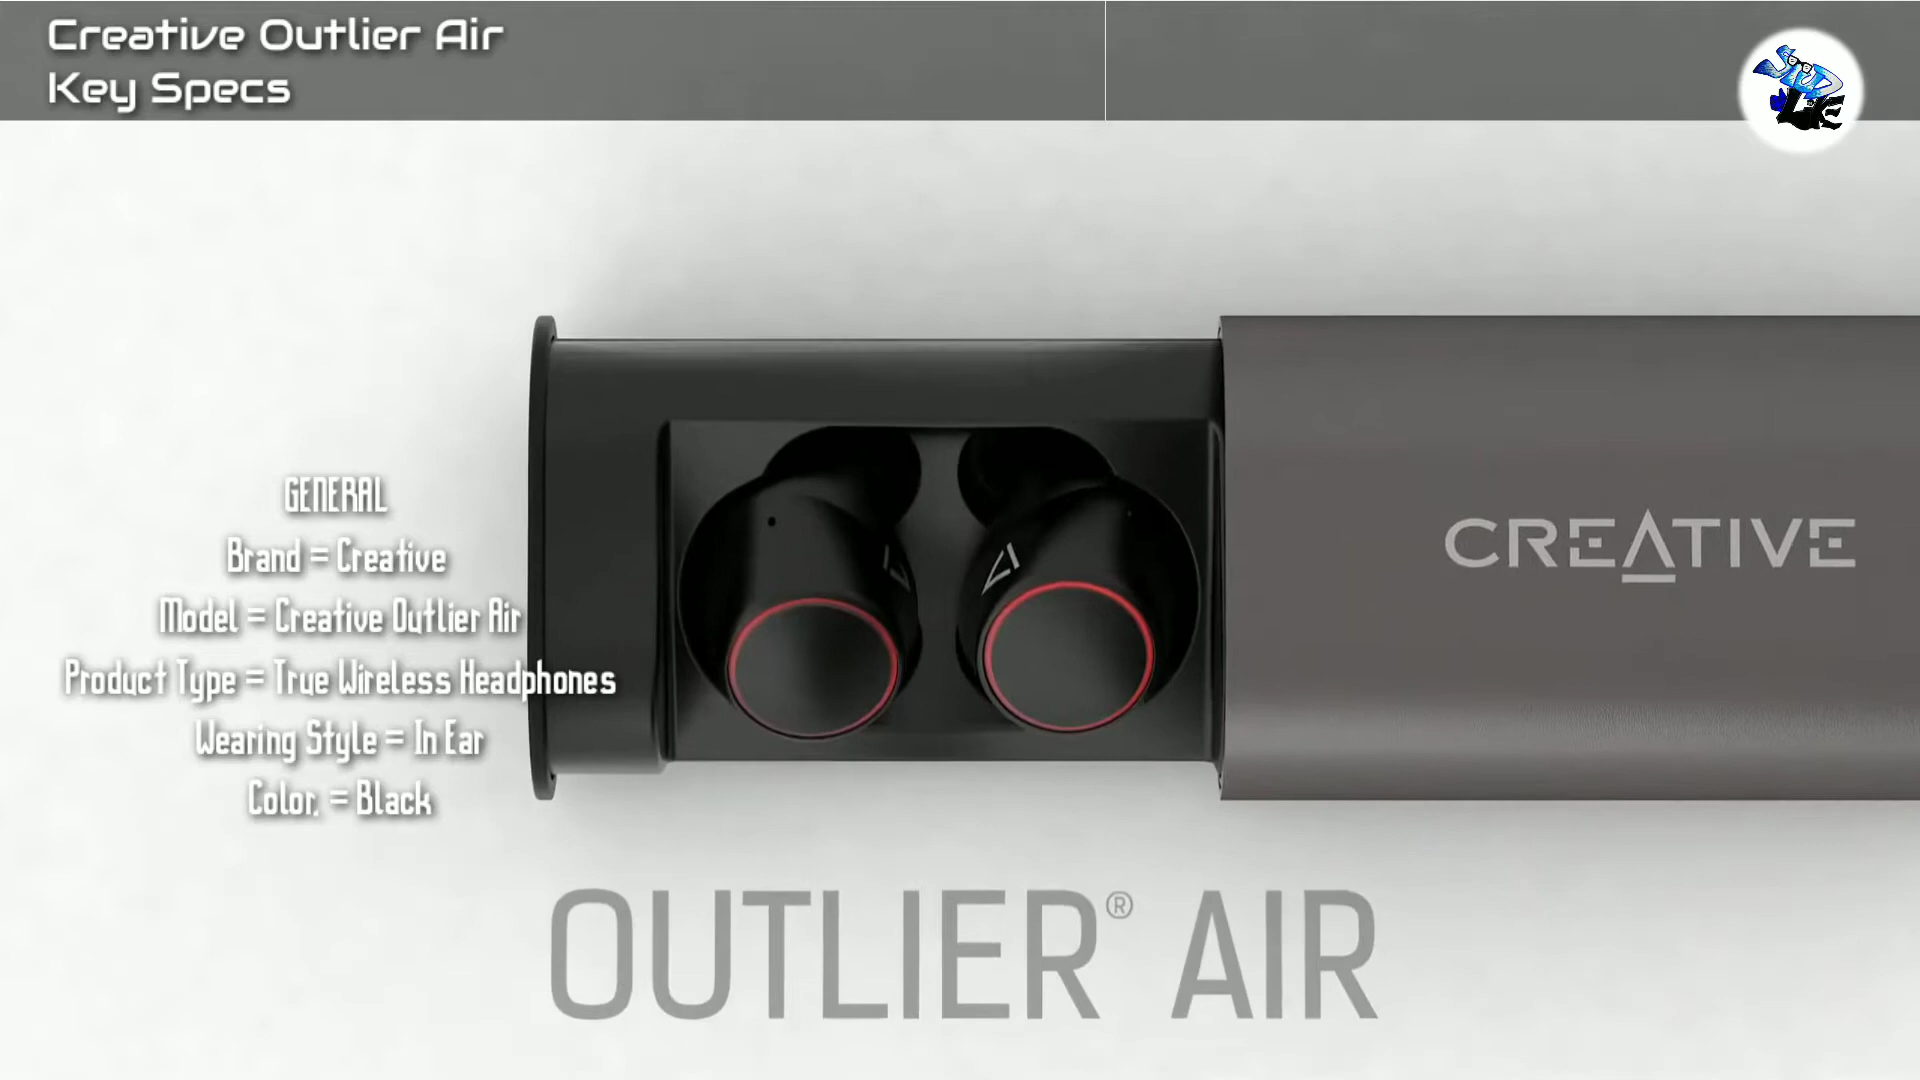 Creative Outlier Air
Key Specs
GENERAL
Brand = Creative
Model = Creative Outlier Air
Product Type = True Wireless Headphones
Wearing Style = In Ear
Color. = Black
CREATIVE
OUTLIER® AIR